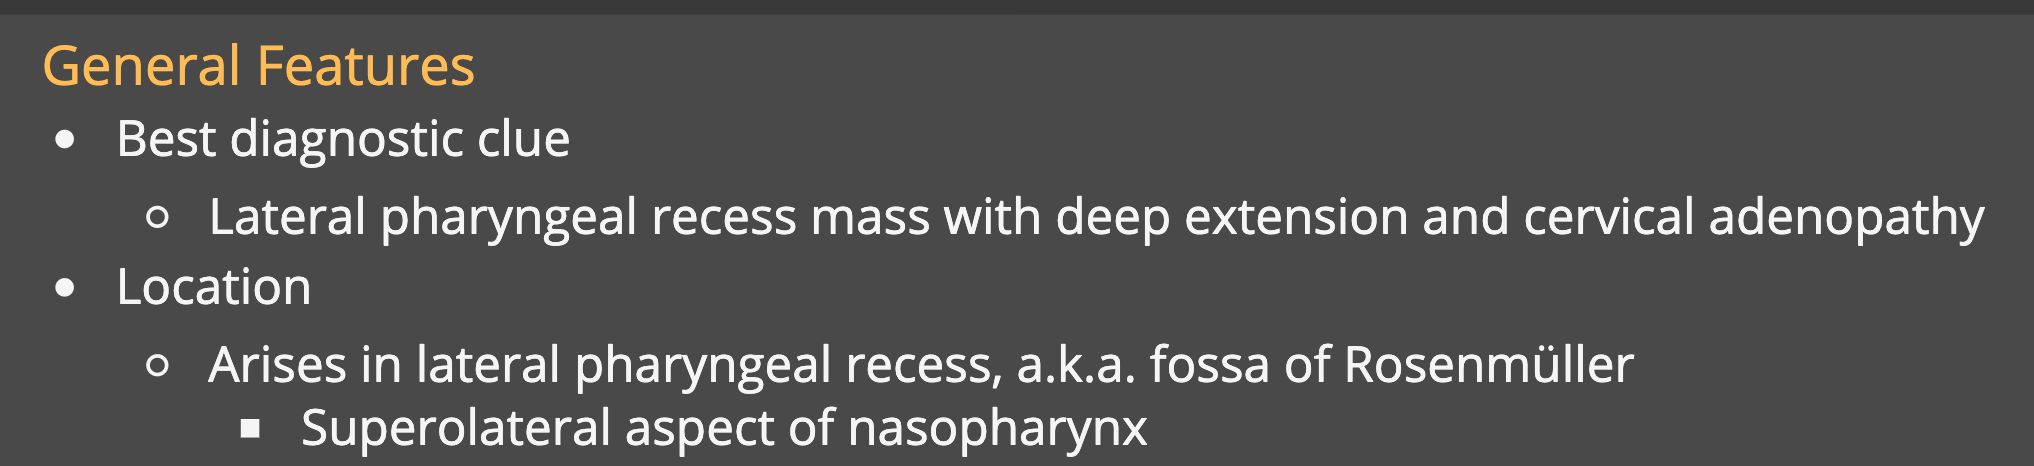 General Features
• Best diagnostic clue
○ Lateral pharyngeal recess mass with deep extension and cervical adenopathy
• Location
○ Arises in lateral pharyngeal recess, a.k.a. fossa of Rosenmüller
▪ Superolateral aspect of nasopharynx